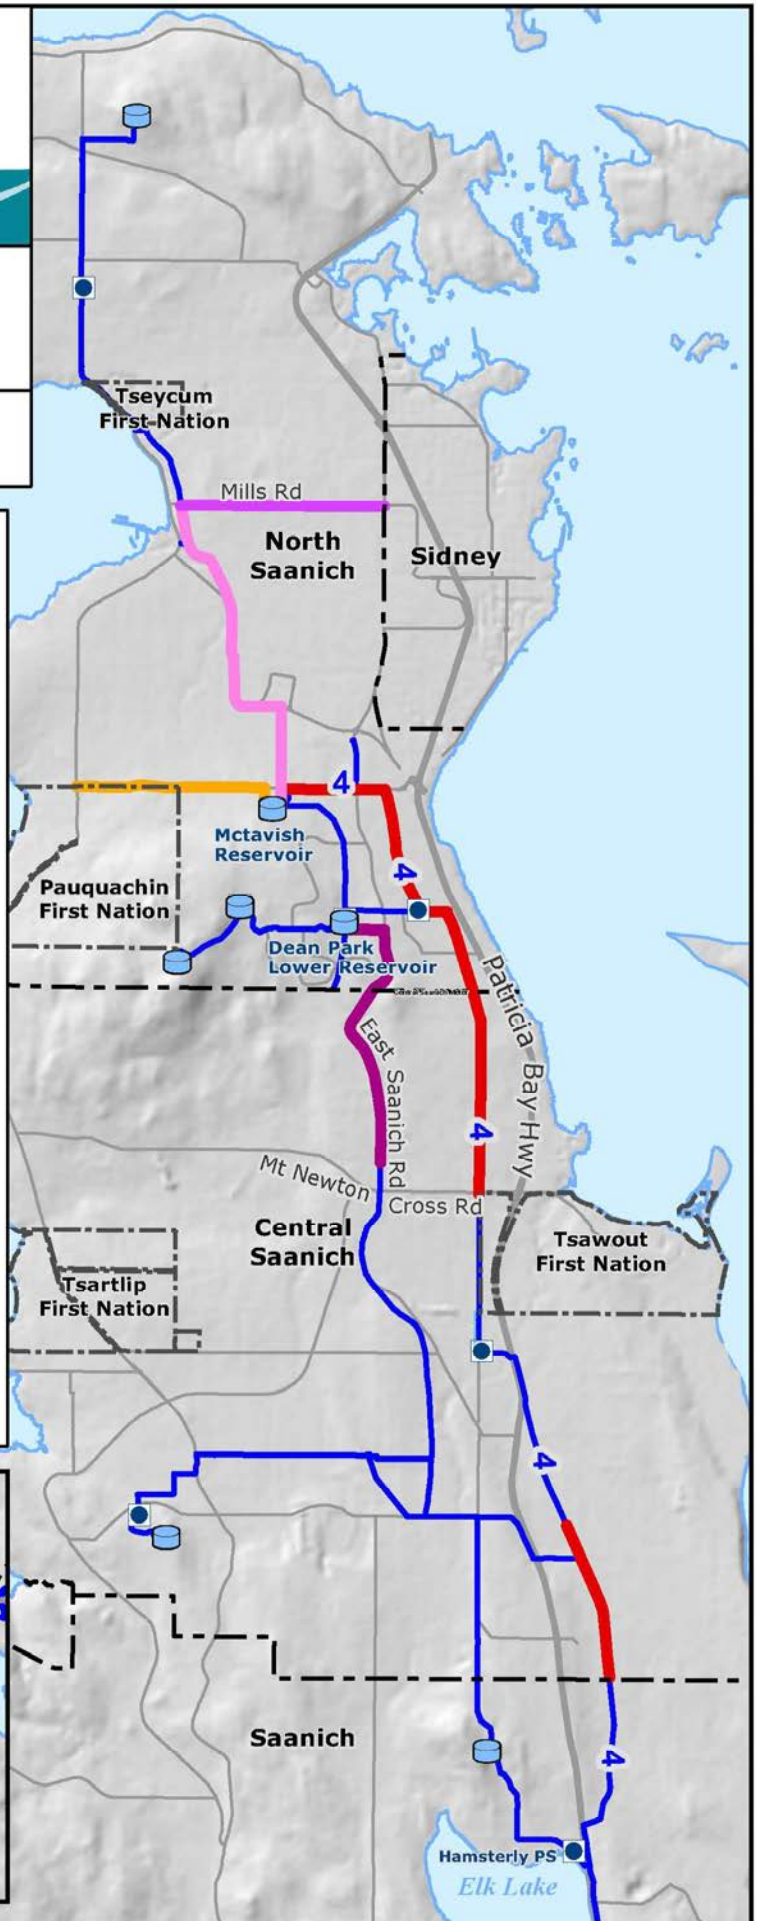 Tseycum
First Nation
Mills Rd
North
Saanich
Sidney
4
Mctavish
Reservoir
4
Pauquachin
First Nation
Dean Park
Lower Reservoir
Patricia Bay Hwy
East Saanich Rd
4
Mt Newton Cross Rd
Central
Saanich
Tsawout
First Nation
Tsartlip
First Nation
4
Saanich
4
Hamsterly PS
Elk Lake